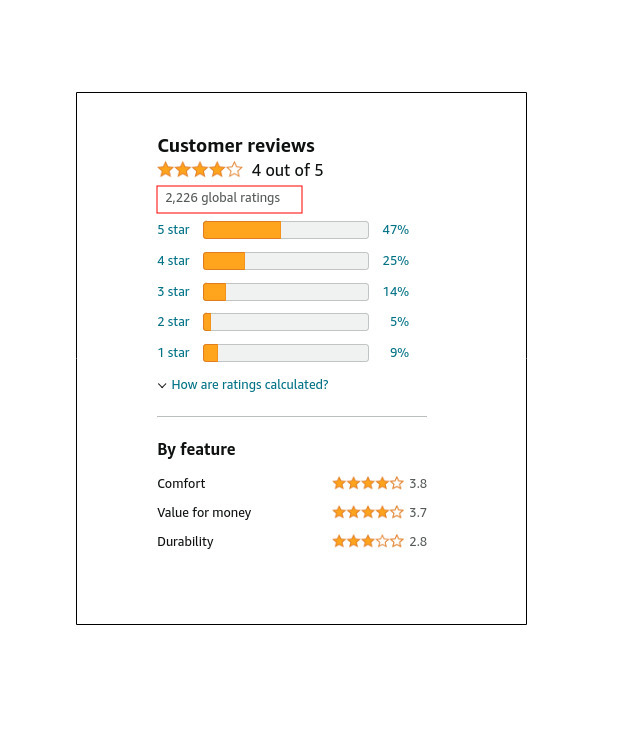 Customer reviews
4 out of 5
2,226 global ratings
5 star 47%
4 star 25%
3 star 14%
2 star 5%
1 star 9%
How are ratings calculated?
By feature
Comfort 3.8
Value for money 3.7
Durability 2.8